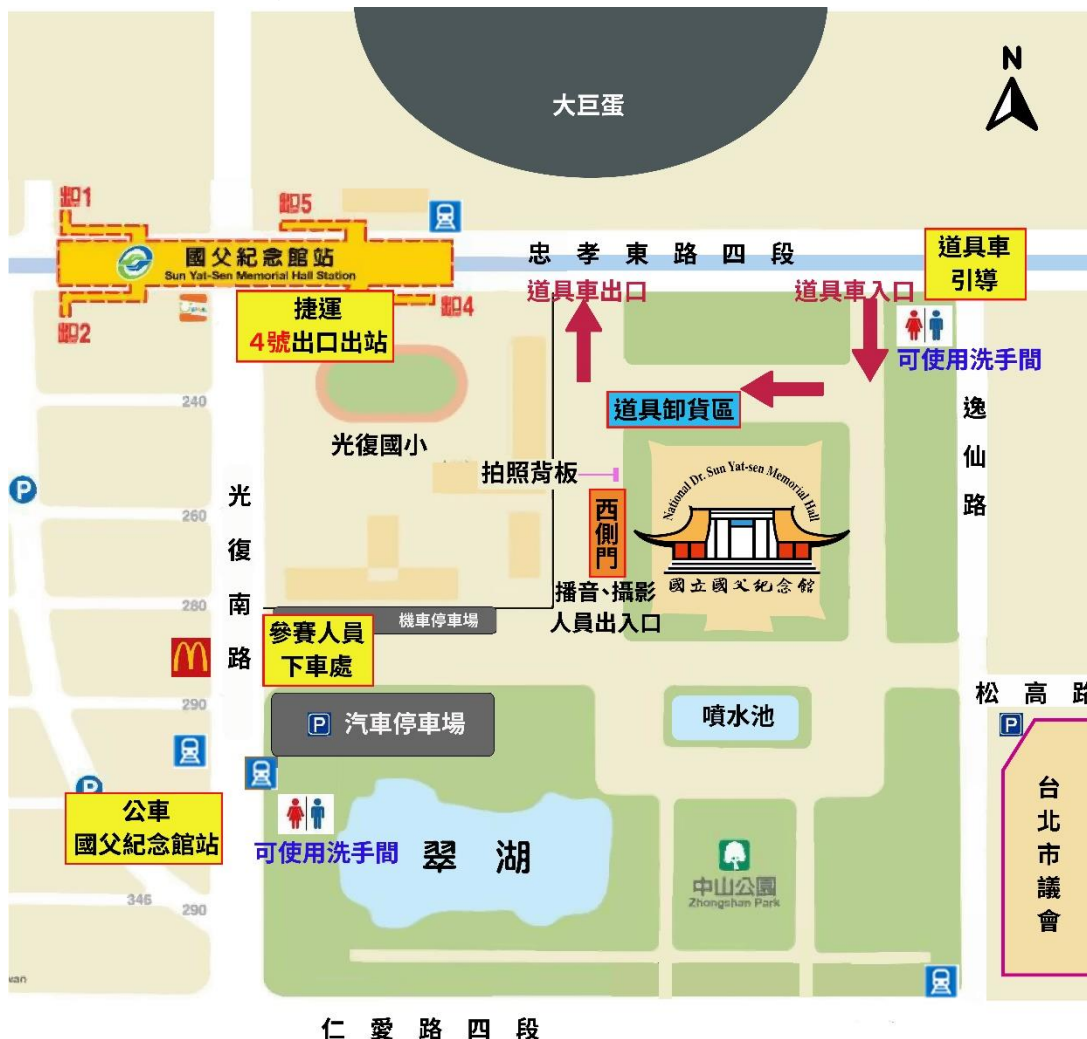 N
大巨蛋
出口1
出口5
國父紀念館站
Sun Yat-Sen Memorial Hall Station
忠孝東路四段
道具車
引導
出口2
捷運
4號出口出站
出口4
道具車出口
道具車入口
可使用洗手間
240
道具卸貨區
逸仙路
光復國小
拍照背板
National Dr. Sun Yat-sen Memorial Hall
國立國父紀念館
P
光復南路
260
西側門
播音、攝影
人員出入口
280
機車停車場
參賽人員
下車處
290
P 汽車停車場
噴水池
松高路
P
台北市議會
P
公車
國父紀念館站
可使用洗手間
翠湖
中山公園
Zhongshan Park
346
290
wan
仁愛路四段